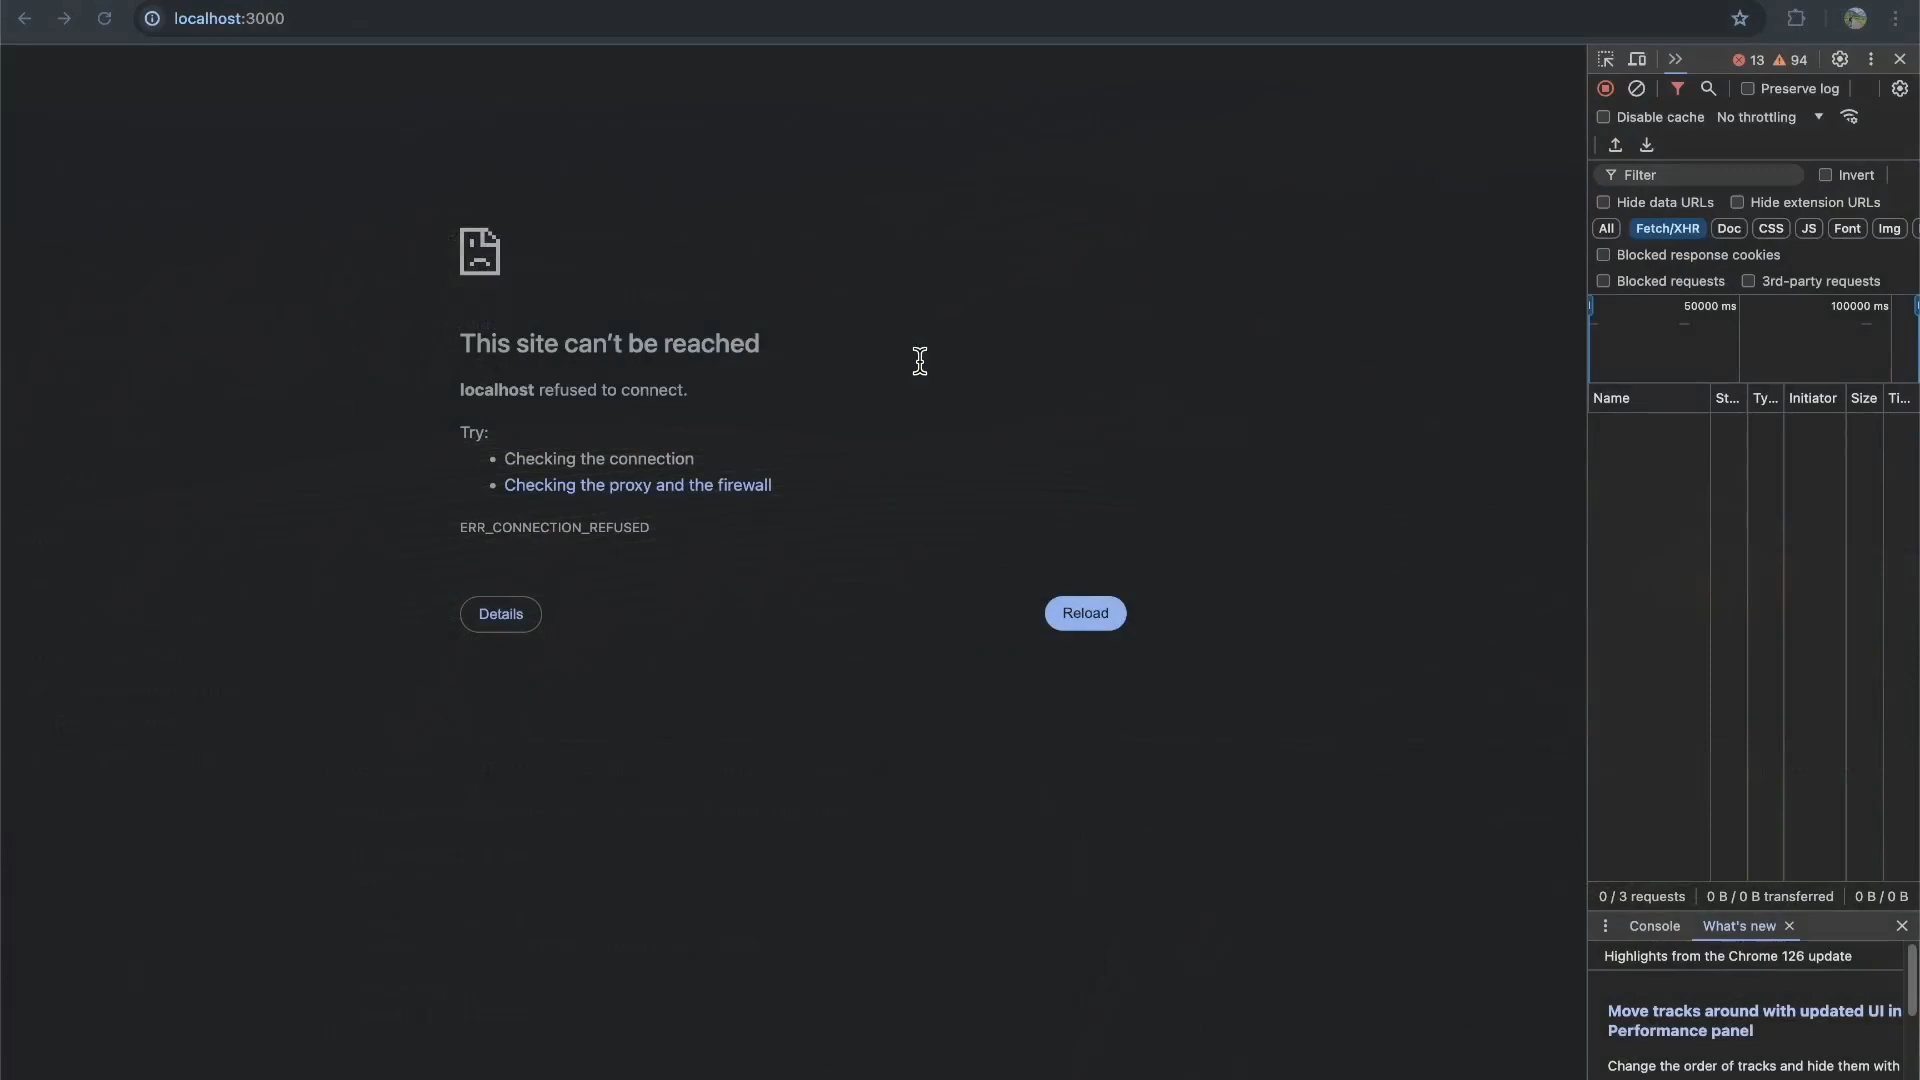 localhost:3000
This site can't be reached
localhost refused to connect.
Try:
Checking the connection
Checking the proxy and the firewall
ERR_CONNECTION_REFUSED
Details
Reload
13 94
Preserve log
Disable cache No throttling
Filter Invert
Hide data URLs Hide extension URLs
All Fetch/XHR Doc CSS JS Font Img
Blocked response cookies
Blocked requests 3rd-party requests
50000 ms 100000 ms
Name St... Ty... Initiator Size Ti...
0 / 3 requests 0 B / 0 B transferred 0 B / 0 B
Console What's new
Highlights from the Chrome 126 update
Move tracks around with updated UI in
Performance panel
Change the order of tracks and hide them with